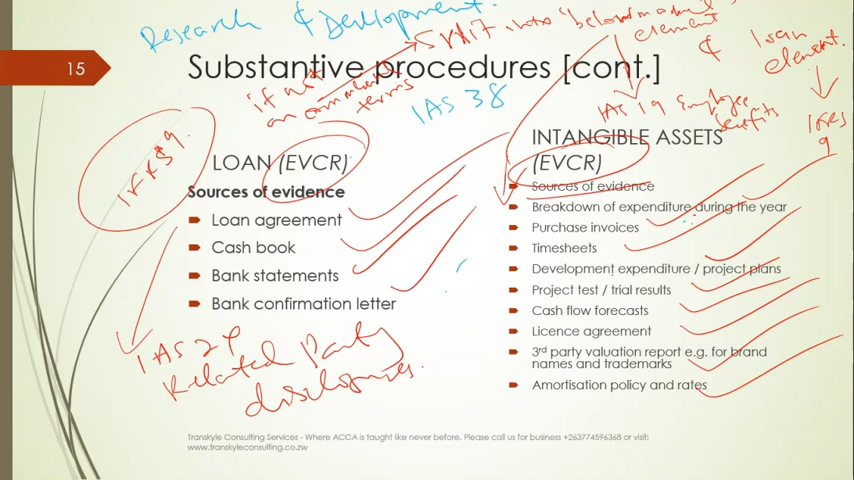 Research & Development.
Split into 'below market element & loan element.
15
Substantive procedures [cont.]
if not on commercial terms
IAS 38
IAS 19 Employee benefits
IFRS 9
IFRS 9.
LOAN (EVCR)
Sources of evidence
Loan agreement
Cash book
Bank statements
Bank confirmation letter
IAS 24
Related Party
disclosures.
INTANGIBLE ASSETS
(EVCR)
Sources of evidence
Breakdown of expenditure during the year
Purchase invoices
Timesheets
Development expenditure / project plans
Project test / trial results
Cash flow forecasts
Licence agreement
3rd party valuation report e.g. for brand
names and trademarks
Amortisation policy and rates
Transkyle Consulting Services - Where ACCA is taught like never before. Please call us for business +263774596368 or visit:
www.transkyleconsulting.co.zw